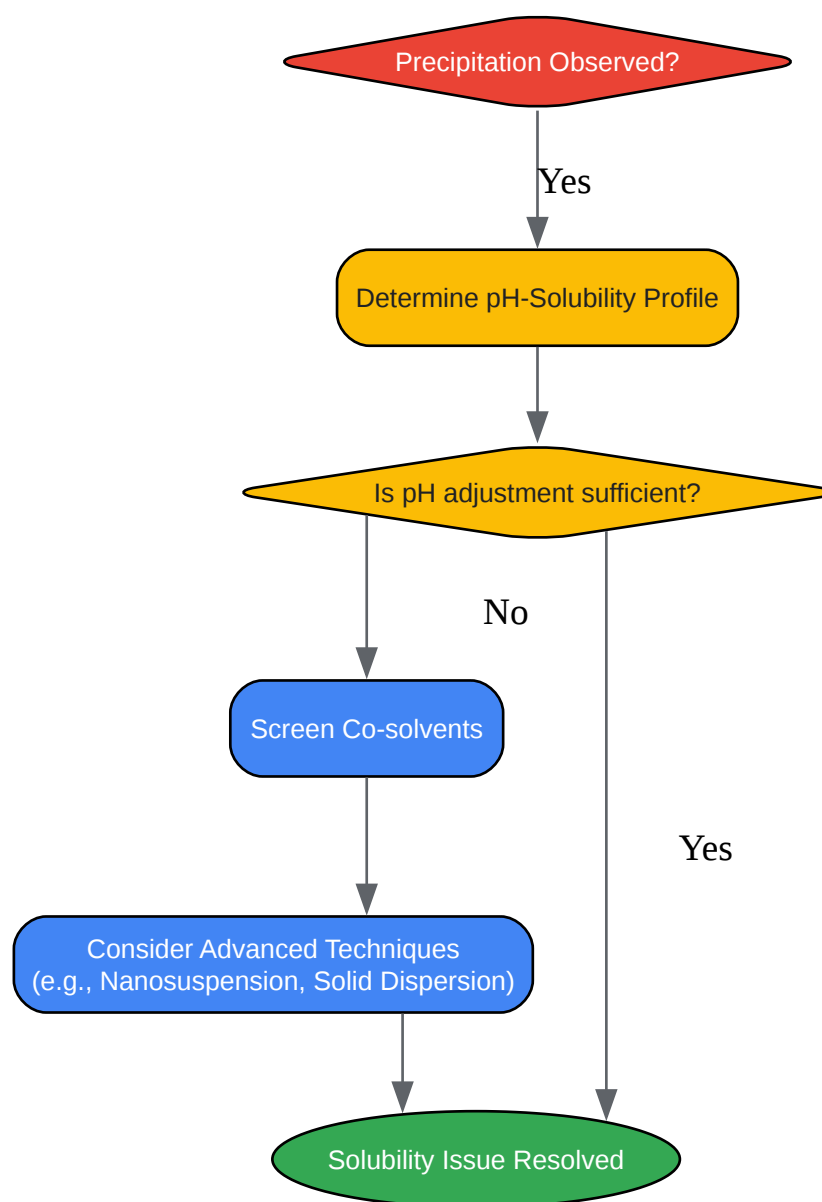 Precipitation Observed?
Yes
Determine pH-Solubility Profile
Is pH adjustment sufficient?
No
Screen Co-solvents
Yes
Consider Advanced Techniques
(e.g., Nanosuspension, Solid Dispersion)
Solubility Issue Resolved